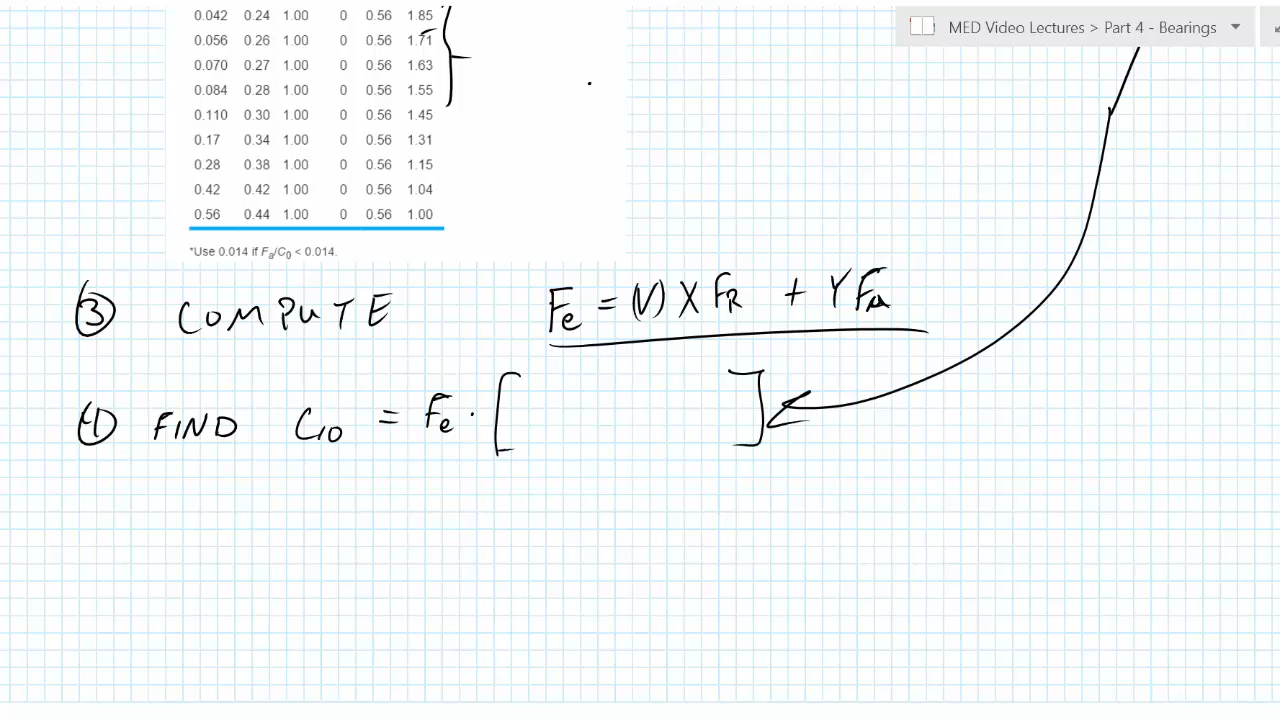 MED Video Lectures > Part 4 - Bearings
0.042 0.24 1.00 0 0.56 1.85
0.056 0.26 1.00 0 0.56 1.71
0.070 0.27 1.00 0 0.56 1.63
0.084 0.28 1.00 0 0.56 1.55
0.110 0.30 1.00 0 0.56 1.45
0.17 0.34 1.00 0 0.56 1.31
0.28 0.38 1.00 0 0.56 1.15
0.42 0.42 1.00 0 0.56 1.04
0.56 0.44 1.00 0 0.56 1.00
*Use 0.014 if Fa/C0 < 0.014.
③ COMPUTE Fe = (V) X FR + Y FA
④ FIND C10 = Fe · [ ]